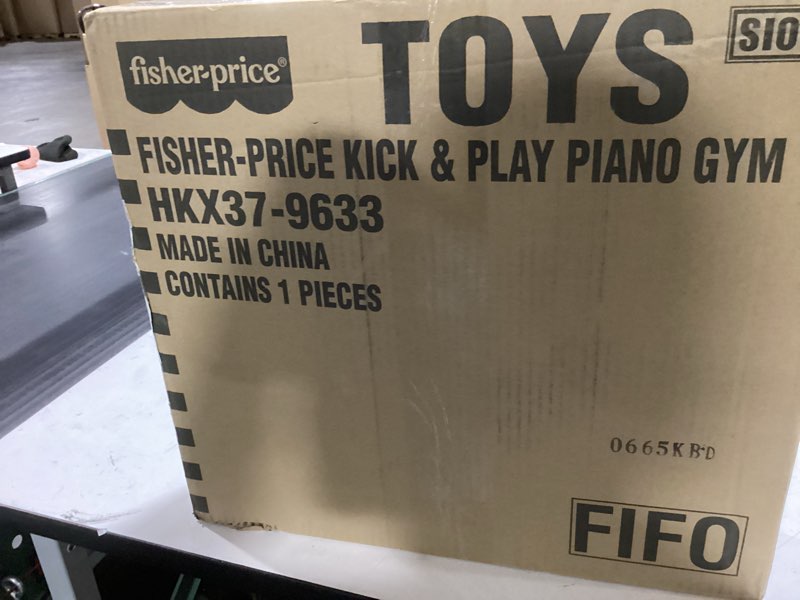 fisher-price®
TOYS
SIO
FISHER-PRICE KICK & PLAY PIANO GYM
HKX37-9633
MADE IN CHINA
CONTAINS 1 PIECES
0665KBD
FIFO